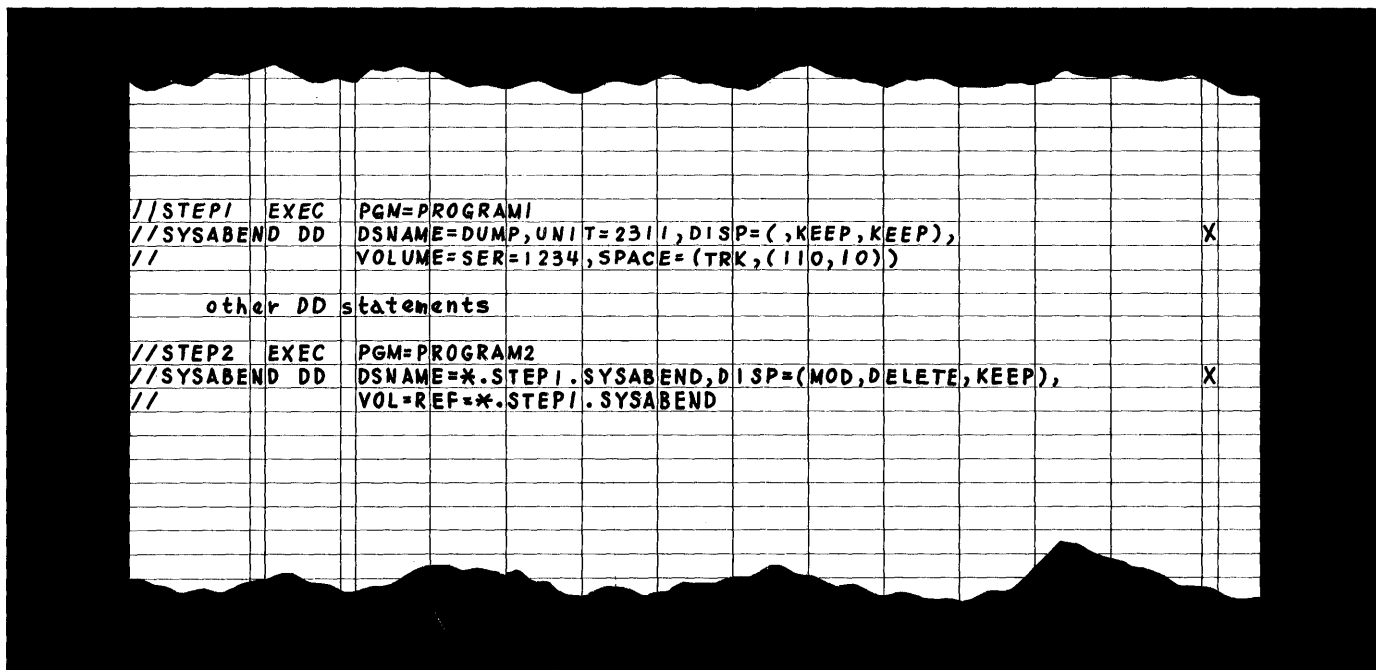 //STEP1 EXEC PGM=PROGRAM1
//SYSABEND DD DSNAME=DUMP,UNIT=2311,DISP=(,KEEP,KEEP), X
// VOLUME=SER=1234,SPACE=(TRK,(110,10))
other DD statements
//STEP2 EXEC PGM=PROGRAM2
//SYSABEND DD DSNAME=*.STEP1.SYSABEND,DISP=(MOD,DELETE,KEEP), X
// VOL=REF=*.STEP1.SYSABEND